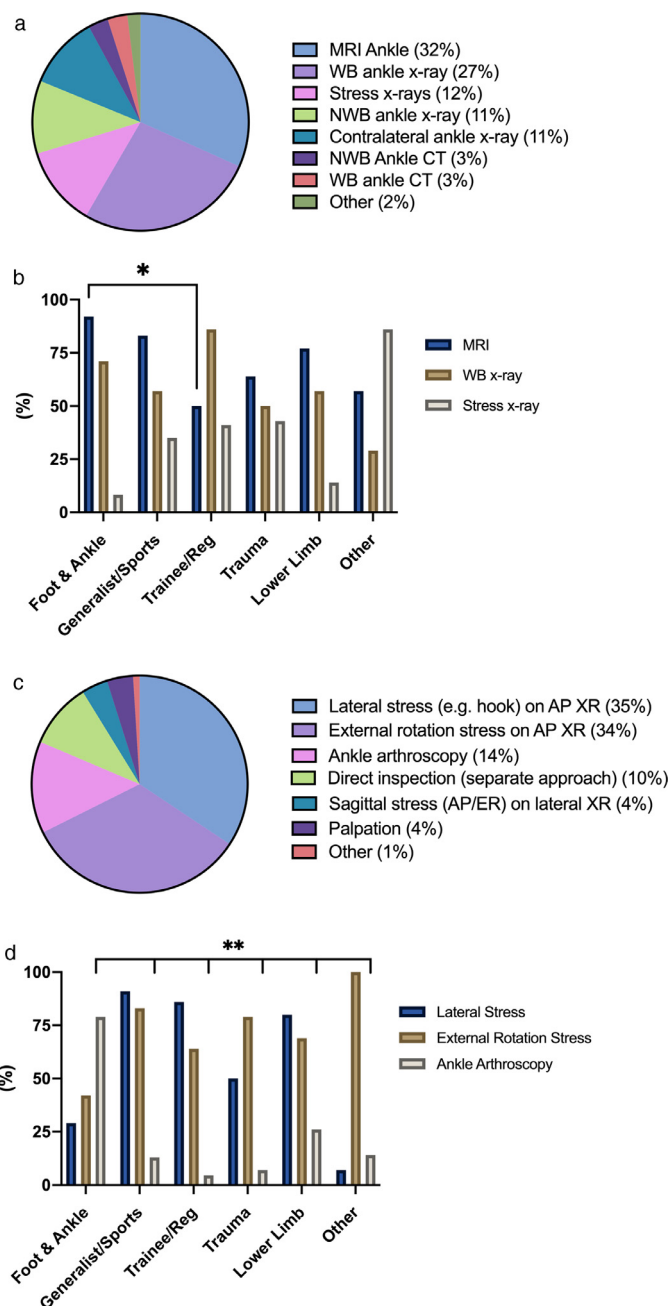 a
MRI Ankle (32%)
WB ankle x-ray (27%)
Stress x-rays (12%)
NWB ankle x-ray (11%)
Contralateral ankle x-ray (11%)
NWB Ankle CT (3%)
WB ankle CT (3%)
Other (2%)
b
*
100
75
50
25
0
(%)
MRI
WB x-ray
Stress x-ray
Foot & Ankle
Generalist/Sports
Trainee/Reg
Trauma
Lower Limb
Other
c
Lateral stress (e.g. hook) on AP XR (35%)
External rotation stress on AP XR (34%)
Ankle arthroscopy (14%)
Direct inspection (separate approach) (10%)
Sagittal stress (AP/ER) on lateral XR (4%)
Palpation (4%)
Other (1%)
d
**
100
75
50
25
0
(%)
Lateral Stress
External Rotation Stress
Ankle Arthroscopy
Foot & Ankle
Generalist/Sports
Trainee/Reg
Trauma
Lower Limb
Other